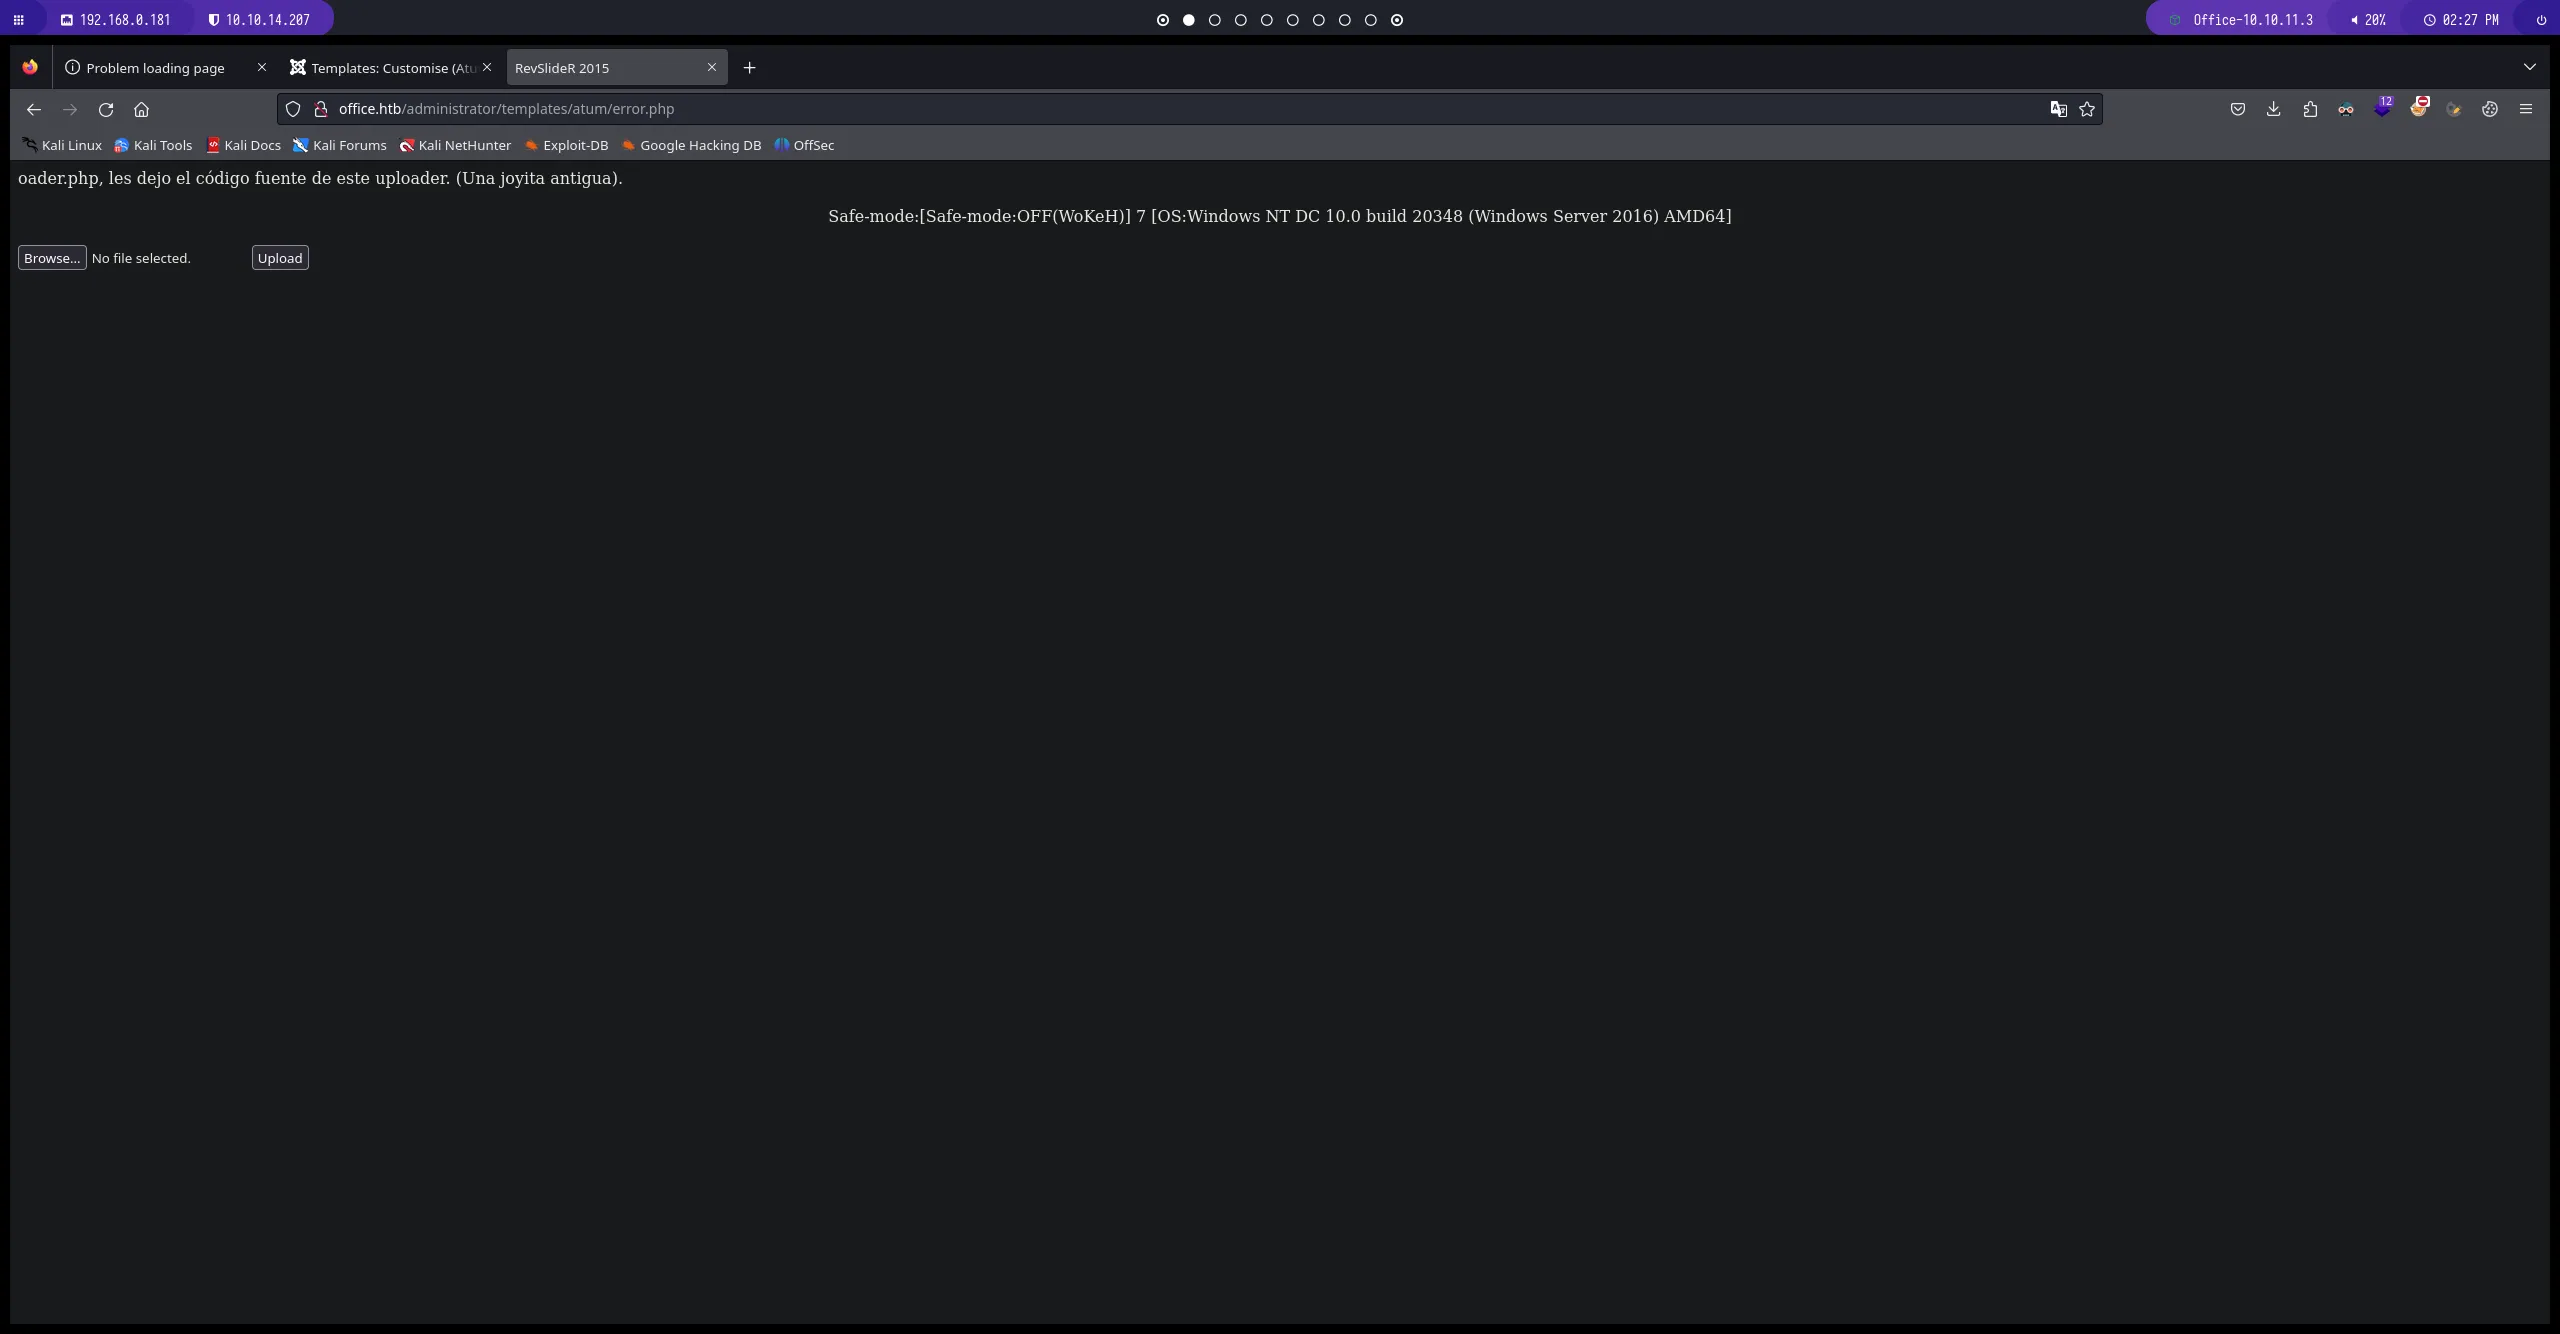 192.168.0.181 10.10.14.207 Office-10.10.11.3 20% 02:27 PM
Problem loading page Templates: Customise (Atu RevSlideR 2015
office.htb/administrator/templates/atum/error.php 12
Kali Linux Kali Tools Kali Docs Kali Forums Kali NetHunter Exploit-DB Google Hacking DB OffSec
oader.php, les dejo el código fuente de este uploader. (Una joyita antigua).
Safe-mode:[Safe-mode:OFF(WoKeH)] 7 [OS:Windows NT DC 10.0 build 20348 (Windows Server 2016) AMD64]
Browse... No file selected. Upload